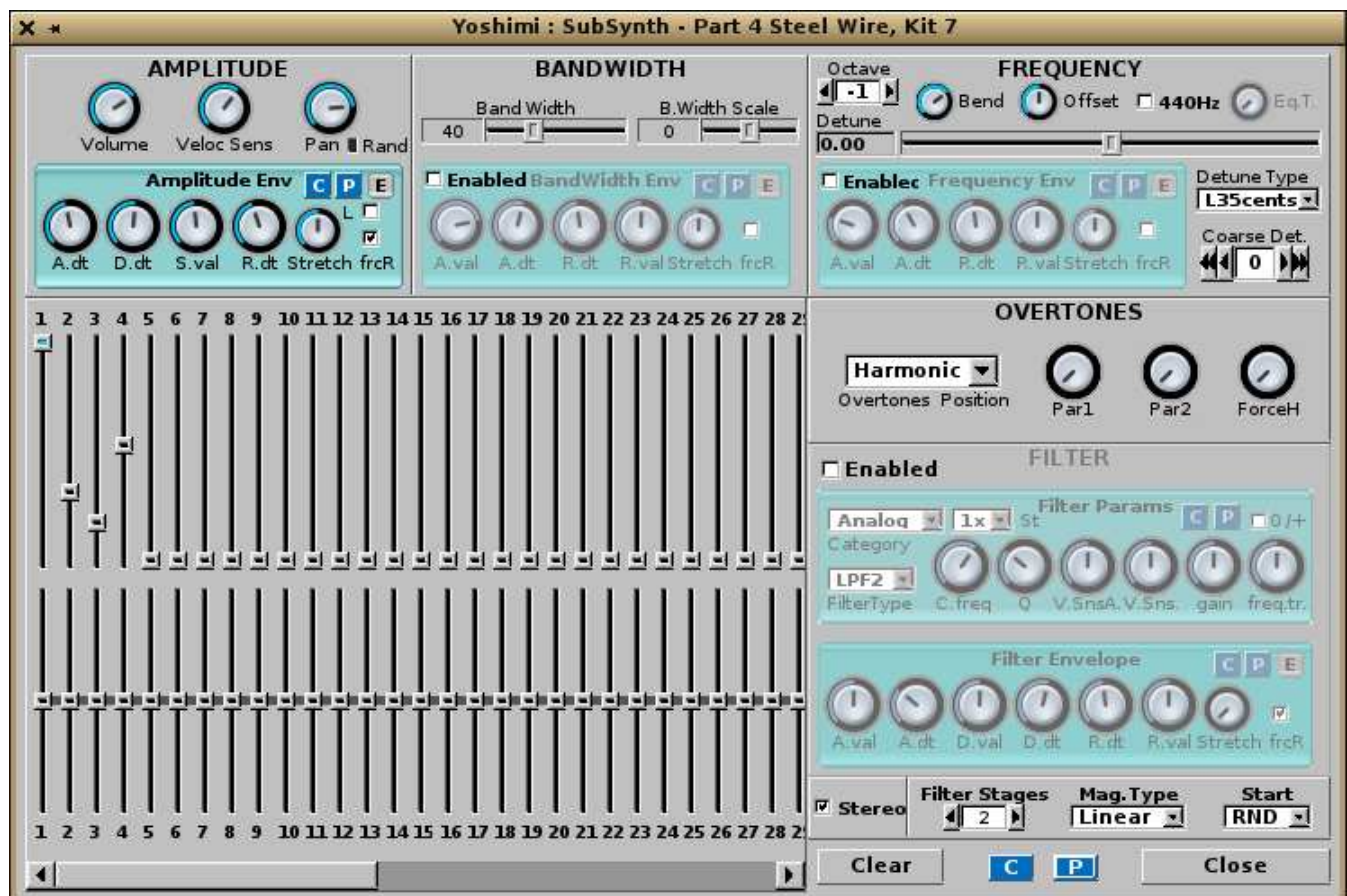 Yoshimi : SubSynth - Part 4 Steel Wire, Kit 7
AMPLITUDE
Volume Veloc Sens Pan Rand
Amplitude Env C P E
L
A.dt D.dt S.val R.dt Stretch frcR
BANDWIDTH
Band Width B.Width Scale
40 0
Enabled BandWidth Env C P E
A.val A.dt R.dt R.val Stretch frcR
FREQUENCY
Octave
-1 Bend Offset 440Hz Eq.T.
Detune
0.00
Enablec Frequency Env C P E
A.val A.dt R.dt R.val Stretch frcR
Detune Type
L35cents
Coarse Det.
0
1 2 3 4 5 6 7 8 9 10 11 12 13 14 15 16 17 18 19 20 21 22 23 24 25 26 27 28 29
1 2 3 4 5 6 7 8 9 10 11 12 13 14 15 16 17 18 19 20 21 22 23 24 25 26 27 28 29
OVERTONES
Harmonic
Overtones Position Par1 Par2 ForceH
FILTER
Enabled
Filter Params C P 0/+
Analog 1x St
Category
LPF2
FilterType C.freq Q V.SnsA. V.Sns. gain freq.tr.
Filter Envelope C P E
A.val A.dt D.val D.dt R.dt R.val Stretch frcR
Stereo
Filter Stages Mag.Type Start
2 Linear RND
Clear C P Close